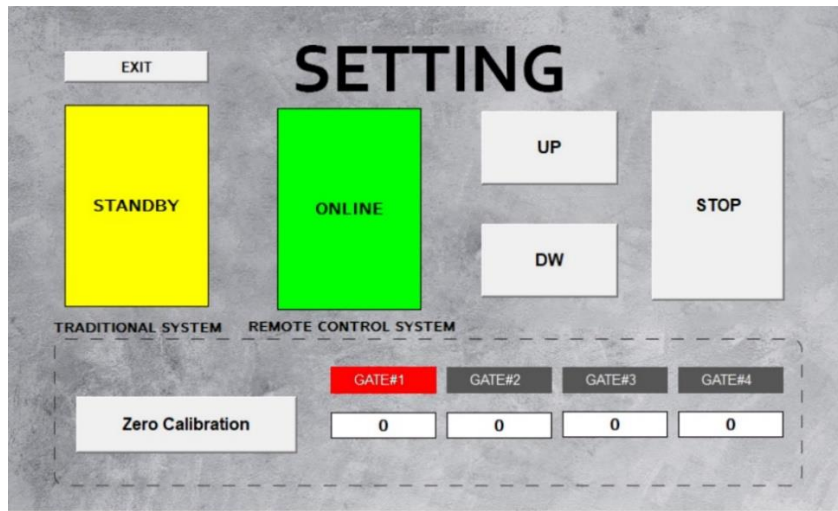 EXIT
SETTING
STANDBY
ONLINE
UP
DW
STOP
TRADITIONAL SYSTEM
REMOTE CONTROL SYSTEM
GATE#1 GATE#2 GATE#3 GATE#4
Zero Calibration
0 0 0 0